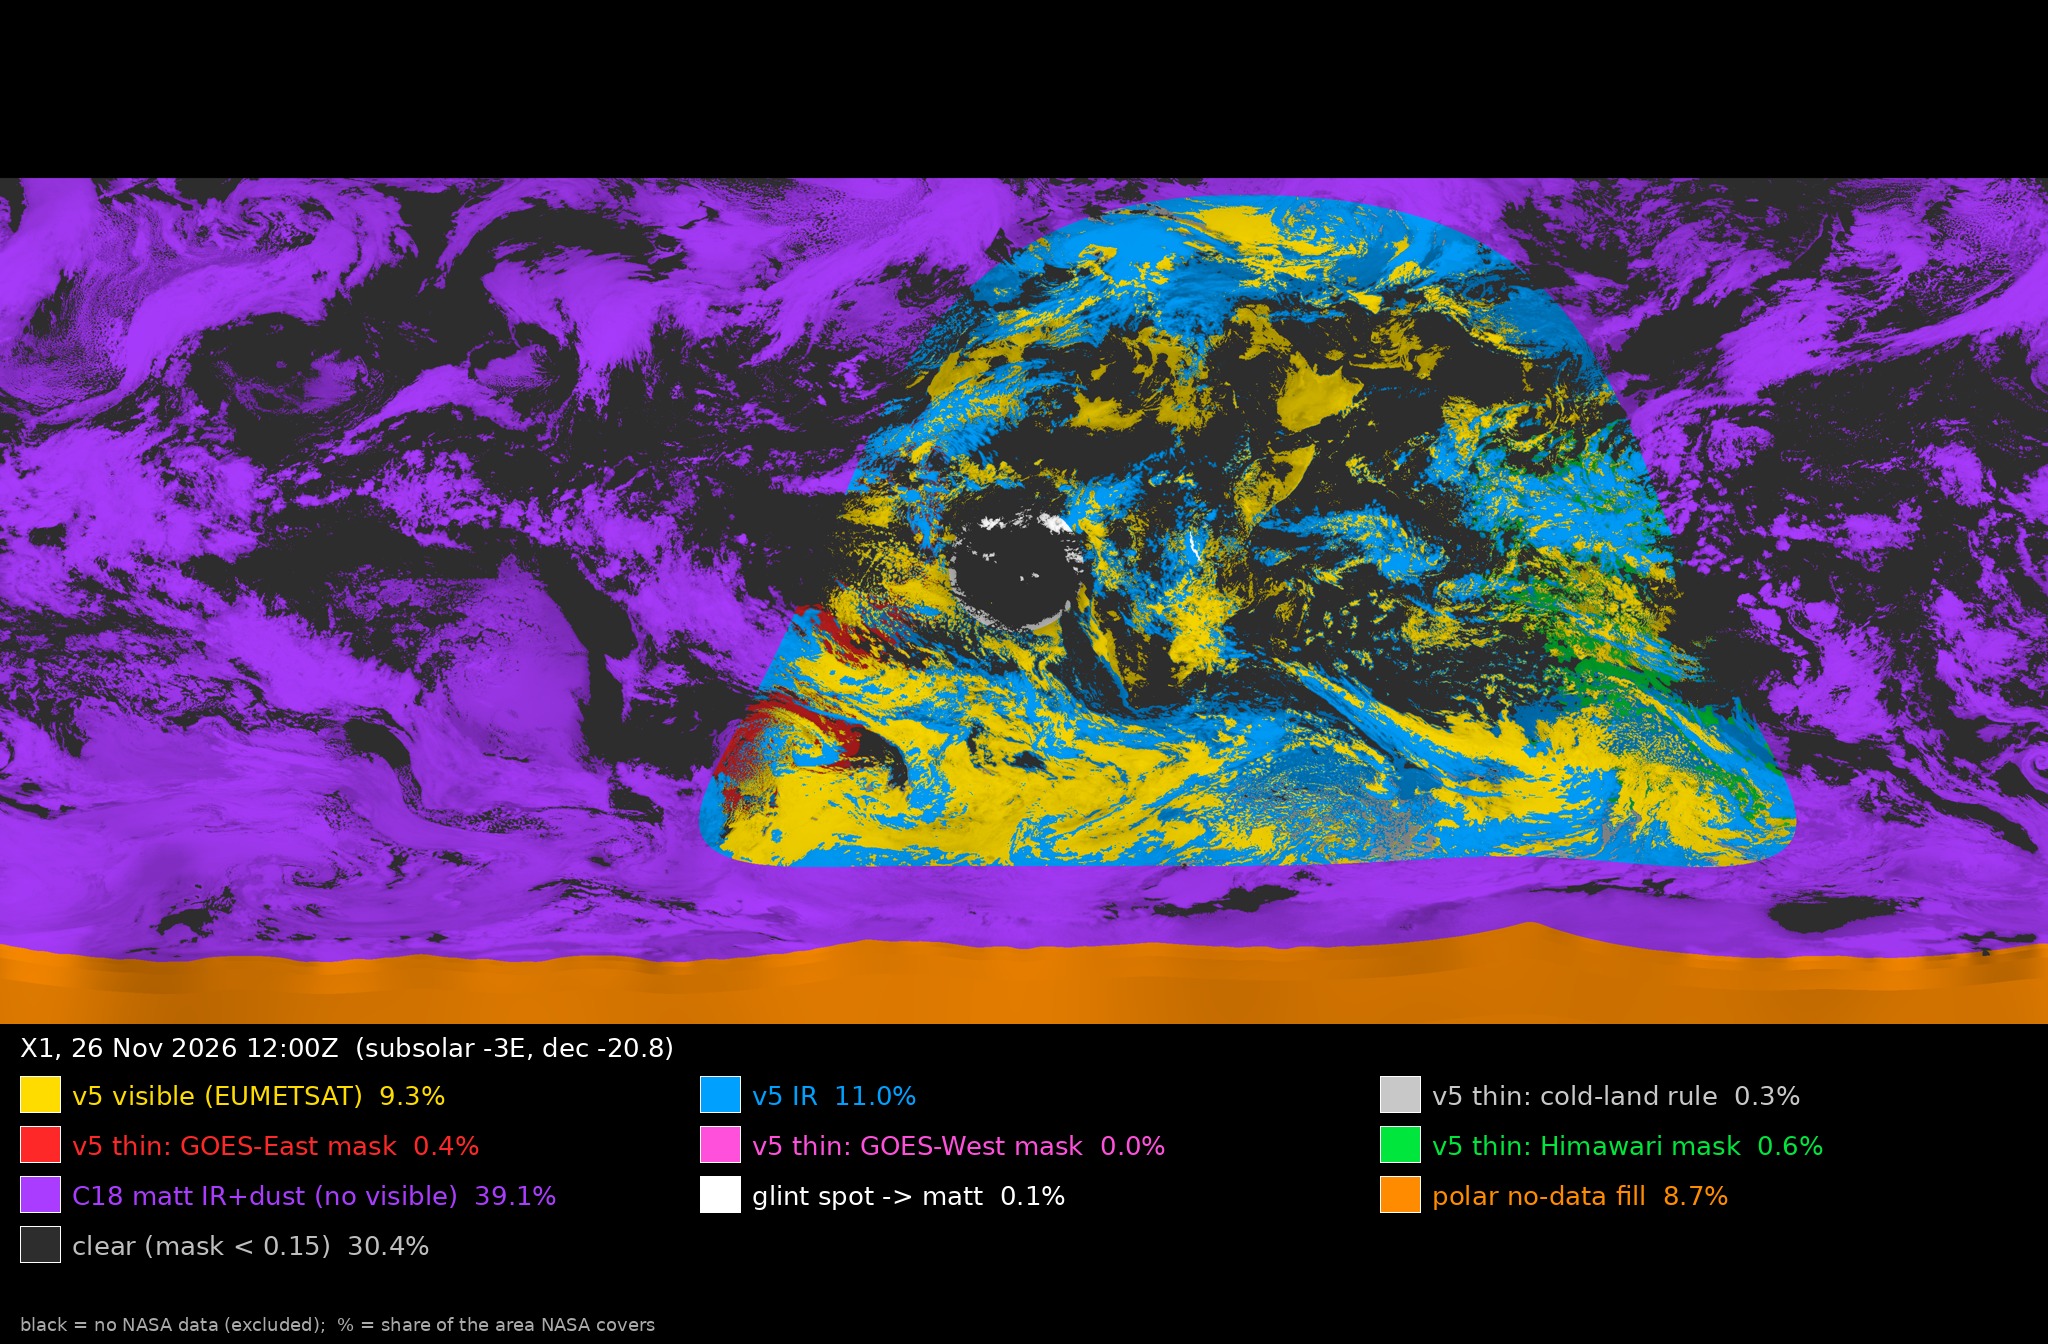 X1, 26 Nov 2026 12:00Z  (subsolar -3E, dec -20.8)
v5 visible (EUMETSAT)  9.3%
v5 IR  11.0%
v5 thin: cold-land rule  0.3%
v5 thin: GOES-East mask  0.4%
v5 thin: GOES-West mask  0.0%
v5 thin: Himawari mask  0.6%
C18 matt IR+dust (no visible)  39.1%
glint spot -> matt  0.1%
polar no-data fill  8.7%
clear (mask < 0.15)  30.4%
black = no NASA data (excluded);  % = share of the area NASA covers